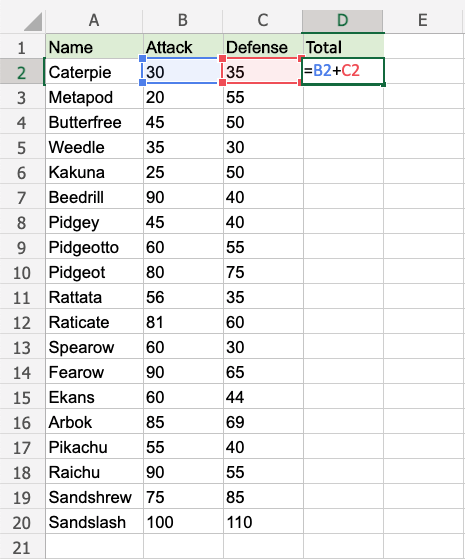 A B C D E
1 Name Attack Defense Total
2 Caterpie 30 35 =B2+C2
3 Metapod 20 55
4 Butterfree 45 50
5 Weedle 35 30
6 Kakuna 25 50
7 Beedrill 90 40
8 Pidgey 45 40
9 Pidgeotto 60 55
10 Pidgeot 80 75
11 Rattata 56 35
12 Raticate 81 60
13 Spearow 60 30
14 Fearow 90 65
15 Ekans 60 44
16 Arbok 85 69
17 Pikachu 55 40
18 Raichu 90 55
19 Sandshrew 75 85
20 Sandslash 100 110
21